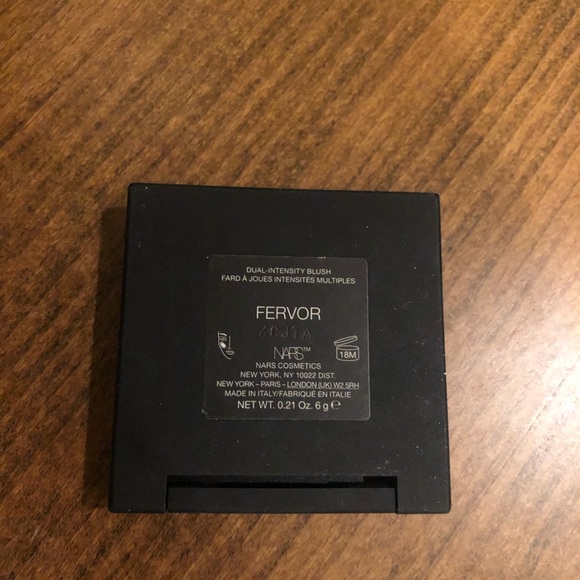 DUAL-INTENSITY BLUSH
FARD À JOUES INTENSITÉS MULTIPLES
FERVOR
NARS™
18M
NARS COSMETICS
NEW YORK, NY 10022 DIST.
NEW YORK – PARIS – LONDON (UK) W2 5RH
MADE IN ITALY/FABRIQUÉ EN ITALIE
NET WT. 0.21 Oz. 6 g ℮